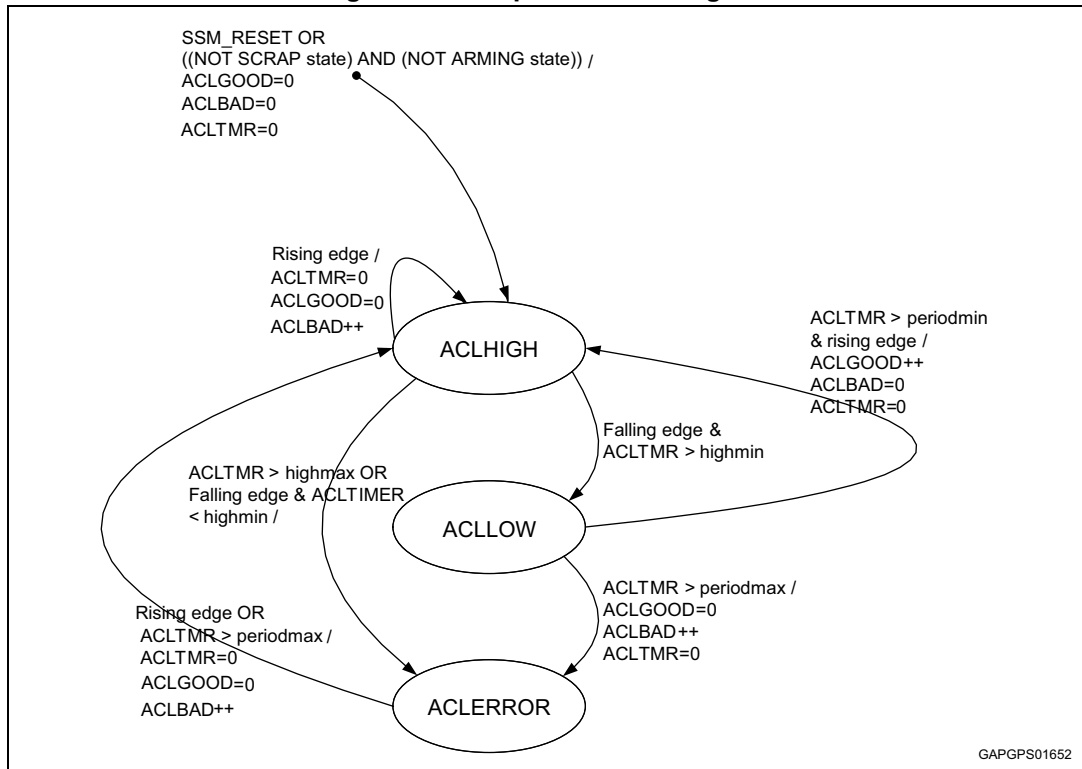 SSM_RESET OR
((NOT SCRAP state) AND (NOT ARMING state)) /
ACLGOOD=0
ACLBAD=0
ACLTMR=0
Rising edge /
ACLTMR=0
ACLGOOD=0
ACLBAD++
ACLHIGH
ACLTMR > periodmin
& rising edge /
ACLGOOD++
ACLBAD=0
ACLTMR=0
Falling edge &
ACLTMR > highmin
ACLTMR > highmax OR
Falling edge & ACLTIMER
< highmin /
ACLLOW
ACLTMR > periodmax /
ACLGOOD=0
ACLBAD++
ACLTMR=0
Rising edge OR
ACLTMR > periodmax /
ACLTMR=0
ACLGOOD=0
ACLBAD++
ACLERROR
GAPGPS01652